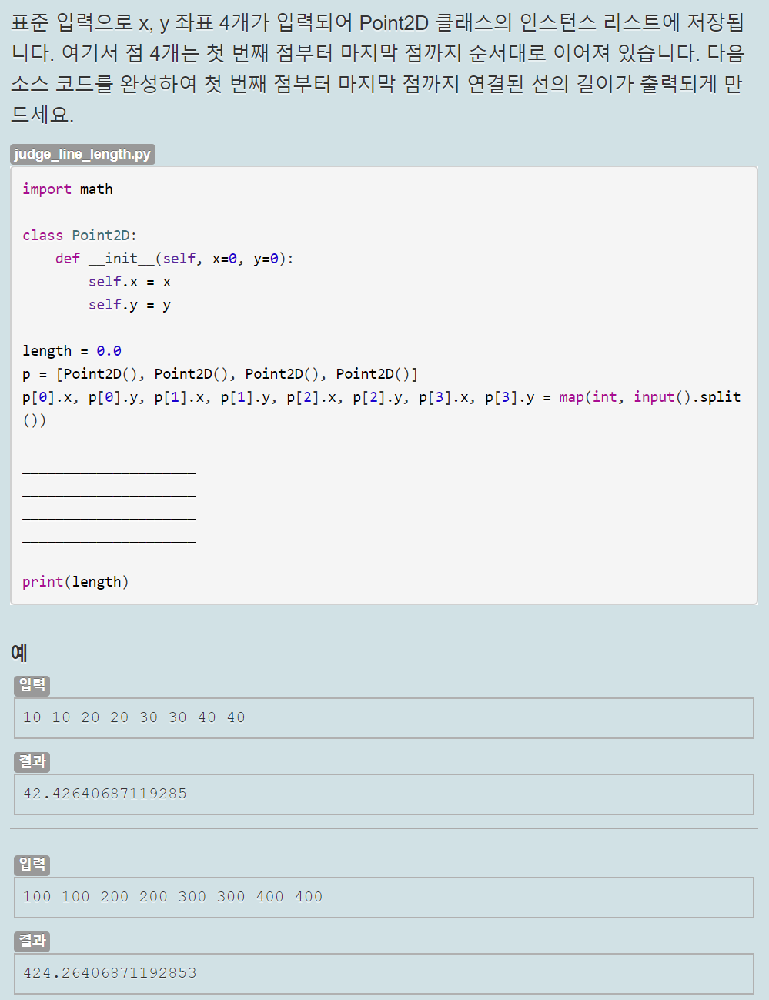 표준 입력으로 x, y 좌표 4개가 입력되어 Point2D 클래스의 인스턴스 리스트에 저장됩
니다. 여기서 점 4개는 첫 번째 점부터 마지막 점까지 순서대로 이어져 있습니다. 다음
소스 코드를 완성하여 첫 번째 점부터 마지막 점까지 연결된 선의 길이가 출력되게 만
드세요.
judge_line_length.py
import math
class Point2D:
    def __init__(self, x=0, y=0):
        self.x = x
        self.y = y
length = 0.0
p = [Point2D(), Point2D(), Point2D(), Point2D()]
p[0].x, p[0].y, p[1].x, p[1].y, p[2].x, p[2].y, p[3].x, p[3].y = map(int, input().split
())
_____________________
_____________________
_____________________
_____________________
print(length)
예
입력
10 10 20 20 30 30 40 40
결과
42.42640687119285
입력
100 100 200 200 300 300 400 400
결과
424.26406871192853